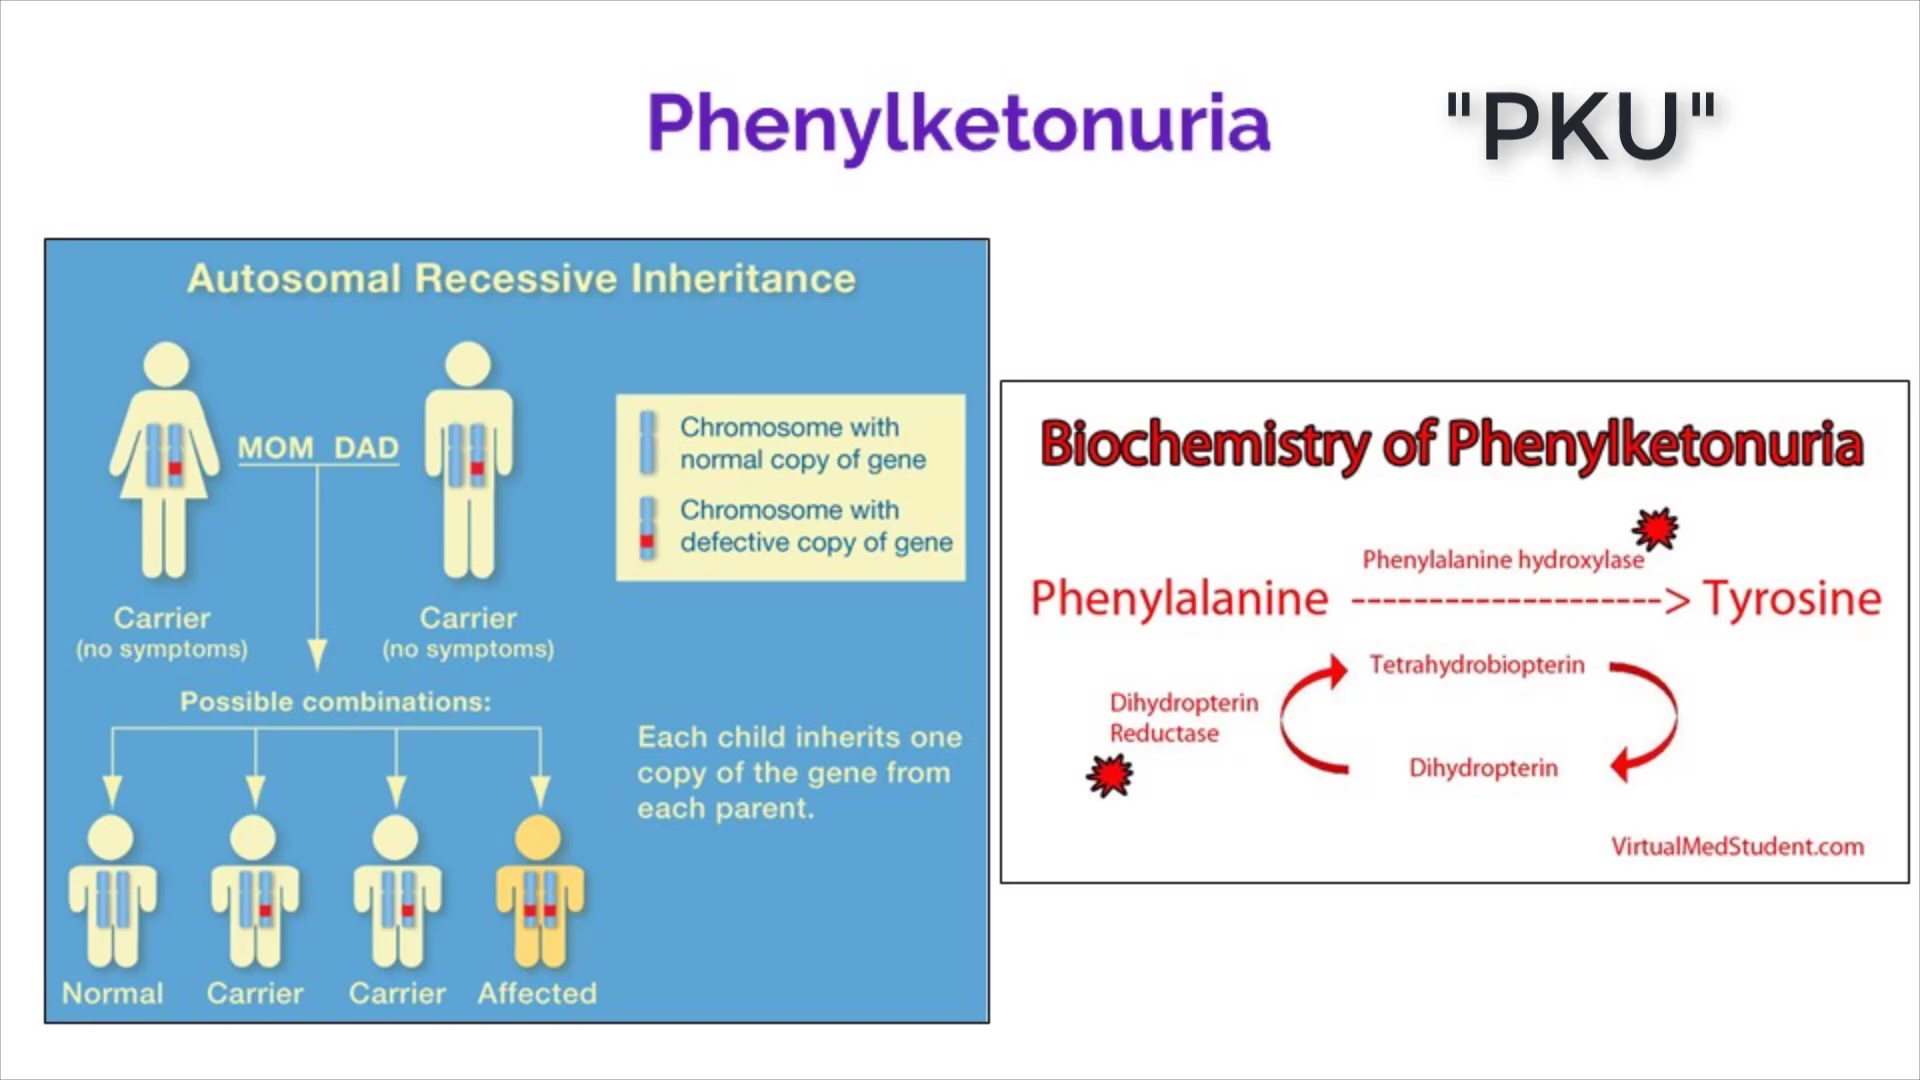 Phenylketonuria
"PKU"
Autosomal Recessive Inheritance
MOM DAD
Chromosome with
normal copy of gene
Chromosome with
defective copy of gene
Carrier
(no symptoms)
Carrier
(no symptoms)
Possible combinations:
Each child inherits one
copy of the gene from
each parent.
Normal
Carrier
Carrier
Affected
Biochemistry of Phenylketonuria
Phenylalanine hydroxylase
Phenylalanine --------------------> Tyrosine
Tetrahydrobiopterin
Dihydropterin
Reductase
Dihydropterin
VirtualMedStudent.com